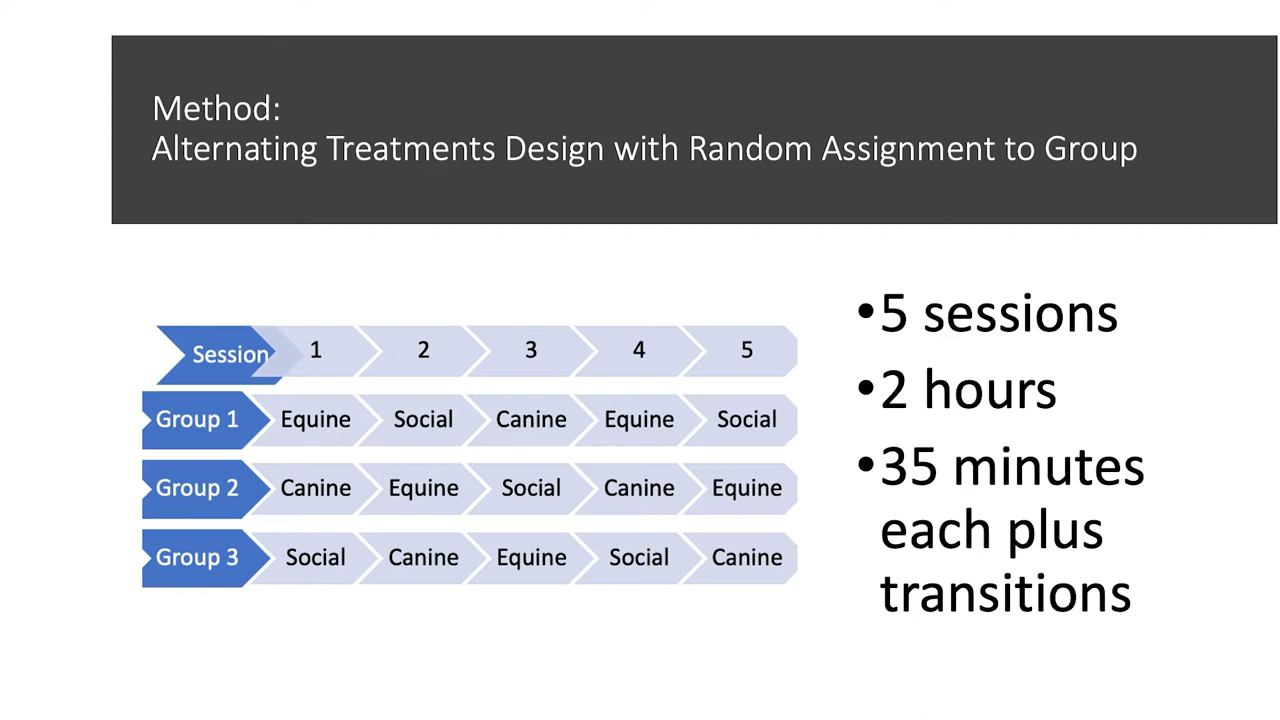 Method:
Alternating Treatments Design with Random Assignment to Group
Session 1 2 3 4 5
Group 1 Equine Social Canine Equine Social
Group 2 Canine Equine Social Canine Equine
Group 3 Social Canine Equine Social Canine
•5 sessions
•2 hours
•35 minutes
each plus
transitions